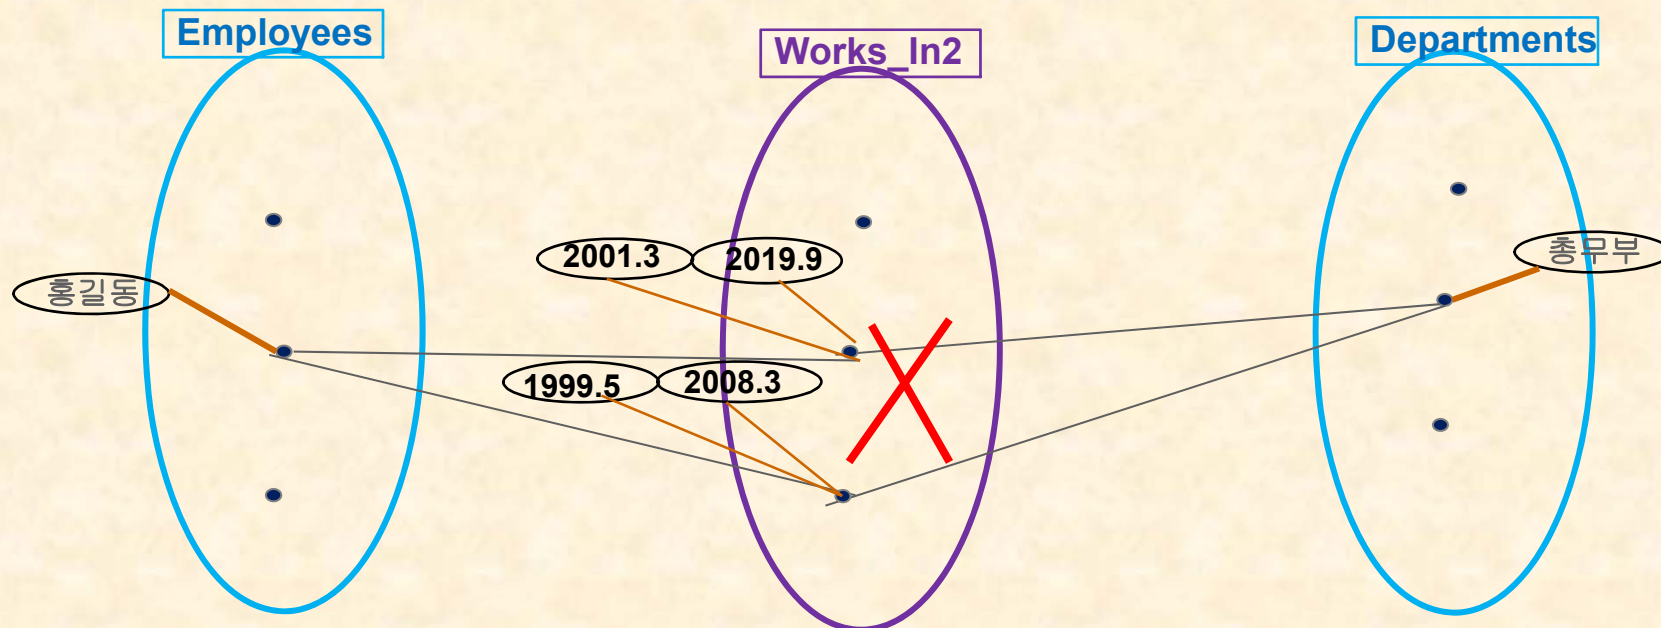 Employees
Works_In2
Departments
2001.3
2019.9
총무부
홍길동
1999.5
2008.3